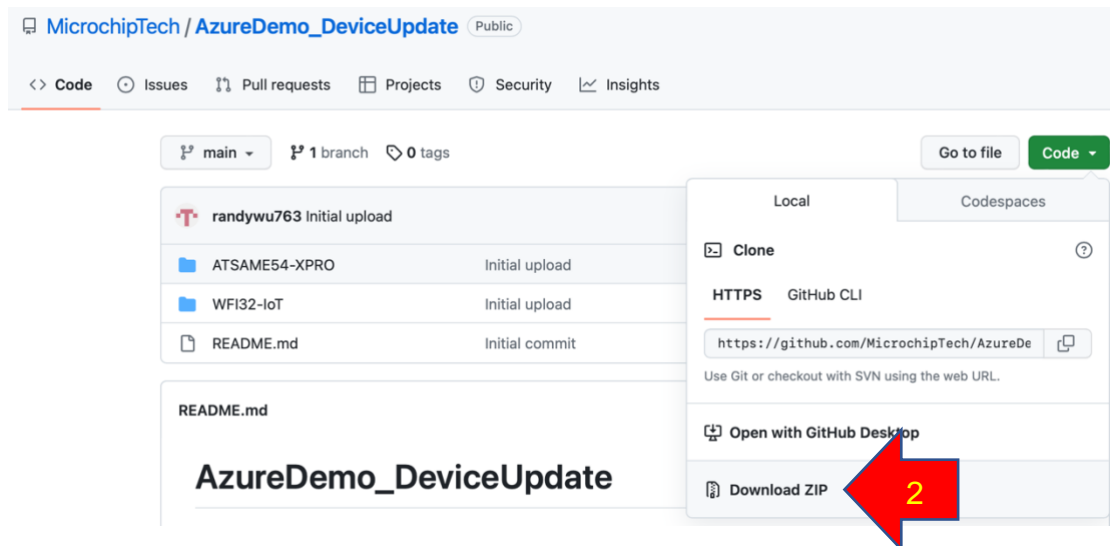 MicrochipTech / AzureDemo_DeviceUpdate Public
<> Code Issues Pull requests Projects Security Insights
main 1 branch 0 tags Go to file Code
Local Codespaces
randywu763 Initial upload
Clone
ATSAME54-XPRO Initial upload
HTTPS GitHub CLI
WFI32-IoT Initial upload
README.md Initial commit
https://github.com/MicrochipTech/AzureDe
Use Git or checkout with SVN using the web URL.
README.md
Open with GitHub Desktop
AzureDemo_DeviceUpdate
Download ZIP 2